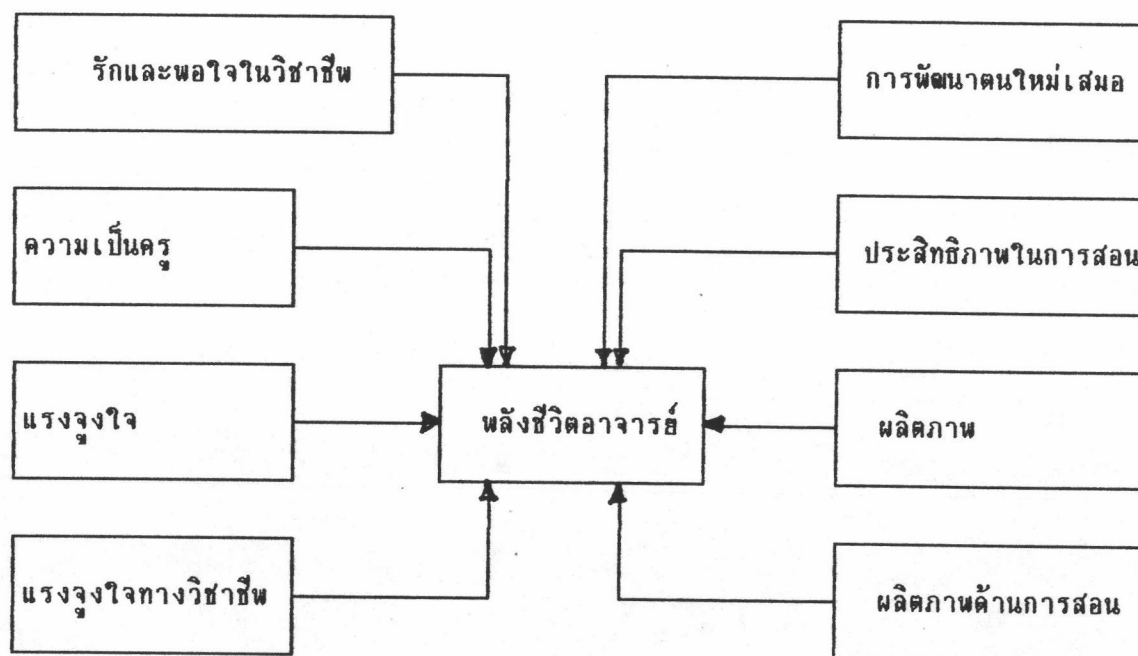 รักและพอใจในวิชาชีพ
การพัฒนาตนใหม่เสมอ
ความเป็นครู
ประสิทธิภาพในการสอน
แรงจูงใจ
พลังชีวิตอาจารย์
ผลิตภาพ
แรงจูงใจทางวิชาชีพ
ผลิตภาพด้านการสอน